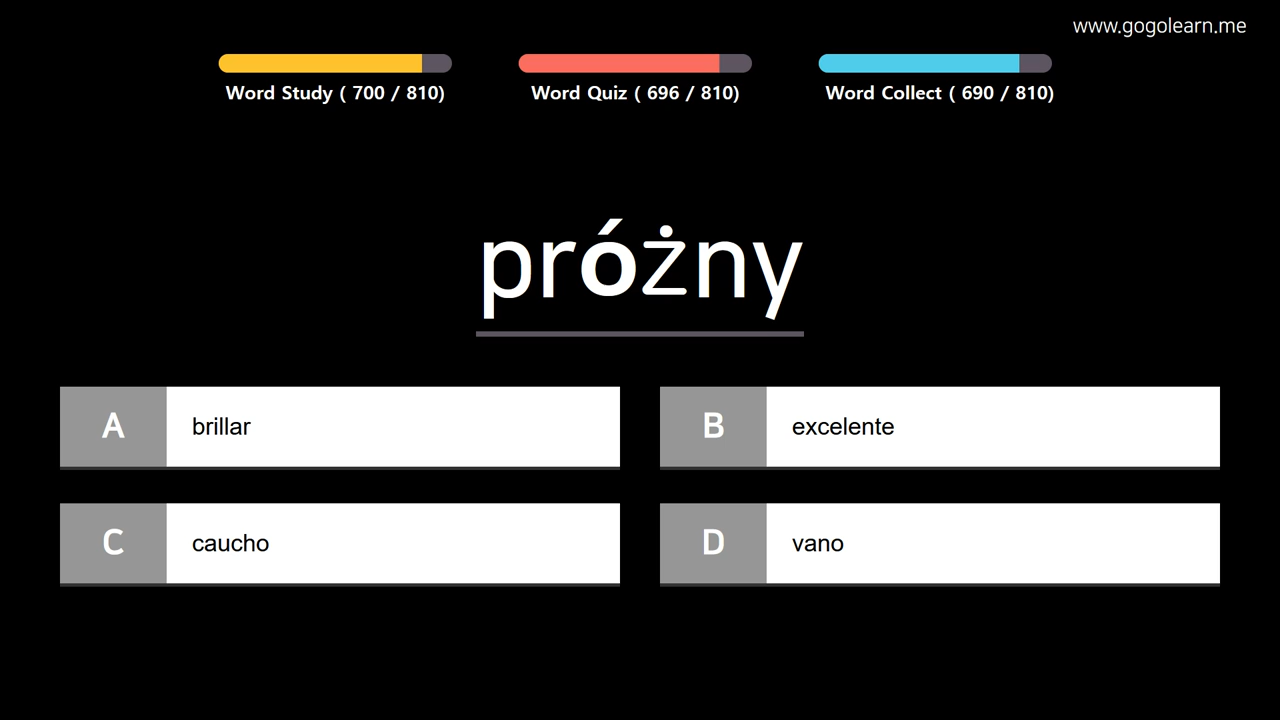 www.gogolearn.me
Word Study ( 700 / 810)
Word Quiz ( 696 / 810)
Word Collect ( 690 / 810)
próżny
A brillar
B excelente
C caucho
D vano